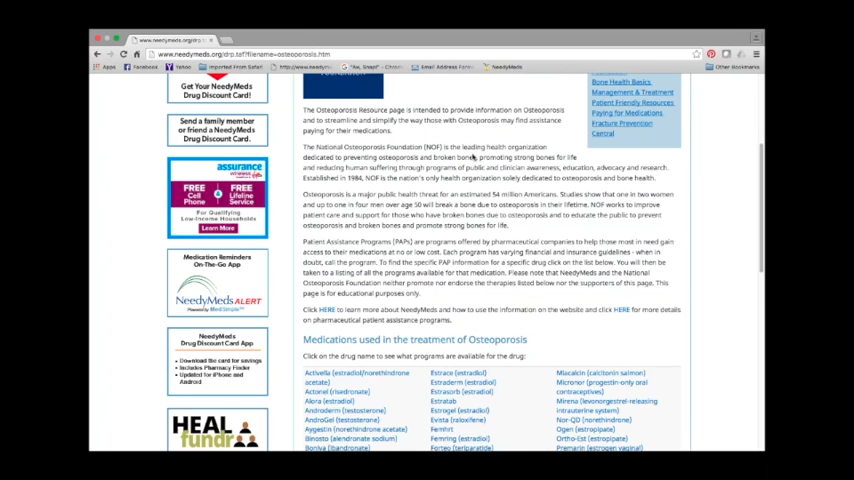 www.needymeds.org/drp.ta
www.needymeds.org/drp.taf?filename=osteoporosis.htm
Apps
Facebook
Yahoo
Imported From Safari
http://www.needym
"Aw, Snap!" - Chrom
Email Address Form
NeedyMeds
Other Bookmarks
Get Your NeedyMeds
Drug Discount Card!
Send a family member
or friend a NeedyMeds
Drug Discount Card.
assurance
wireless
FREE
Cell
Phone
FREE
Lifeline
Service
For Qualifying
Low-Income Households
Learn More
Medication Reminders
On-The-Go App
NeedyMeds ALERT
Powered by MediSimple
NeedyMeds
Drug Discount Card App
• Download the card for savings
• Includes Pharmacy Finder
• Updated for iPhone and
Android
HEAL
fundr
The Osteoporosis Resource page is intended to provide information on Osteoporosis
and to streamline and simplify the way those with Osteoporosis may find assistance
paying for their medications.
The National Osteoporosis Foundation (NOF) is the leading health organization
dedicated to preventing osteoporosis and broken bones, promoting strong bones for life
and reducing human suffering through programs of public and clinician awareness, education, advocacy and research.
Established in 1984, NOF is the nation's only health organization solely dedicated to osteoporosis and bone health.
Osteoporosis is a major public health threat for an estimated 54 million Americans. Studies show that one in two women
and up to one in four men over age 50 will break a bone due to osteoporosis in their lifetime. NOF works to improve
patient care and support for those who have broken bones due to osteoporosis and to educate the public to prevent
osteoporosis and broken bones and promote strong bones for life.
Patient Assistance Programs (PAPs) are programs offered by pharmaceutical companies to help those most in need gain
access to their medications at no or low cost. Each program has varying financial and insurance guidelines - when in
doubt, call the program. To find the specific PAP information for a specific drug click on the list below. You will then be
taken to a listing of all the programs available for that medication. Please note that NeedyMeds and the National
Osteoporosis Foundation neither promote nor endorse the therapies listed below nor the supporters of this page. This
page is for educational purposes only.
Click HERE to learn more about NeedyMeds and how to use the information on the website and click HERE for more details
on pharmaceutical patient assistance programs.
Bone Health Basics
Management & Treatment
Patient Friendly Resources
Paying for Medications
Fracture Prevention
Central
Medications used in the treatment of Osteoporosis
Click on the drug name to see what programs are available for the drug:
Activella (estradiol/norethindrone
acetate)
Actonel (risedronate)
Alora (estradiol)
Androderm (testosterone)
AndroGel (testosterone)
Aygestin (norethindrone acetate)
Binosto (alendronate sodium)
Boniva (ibandronate)
Estrace (estradiol)
Estraderm (estradiol)
Estrasorb (estradiol)
Estratab
Estrogel (estradiol)
Evista (raloxifene)
Femhrt
Femring (estradiol)
Forteo (teriparatide)
Miacalcin (calcitonin salmon)
Micronor (progestin-only oral
contraceptives)
Mirena (levonorgestrel-releasing
intrauterine system)
Nor-QD (norethindrone)
Ogen (estropipate)
Ortho-Est (estropipate)
Premarin (estrogen vaginal)